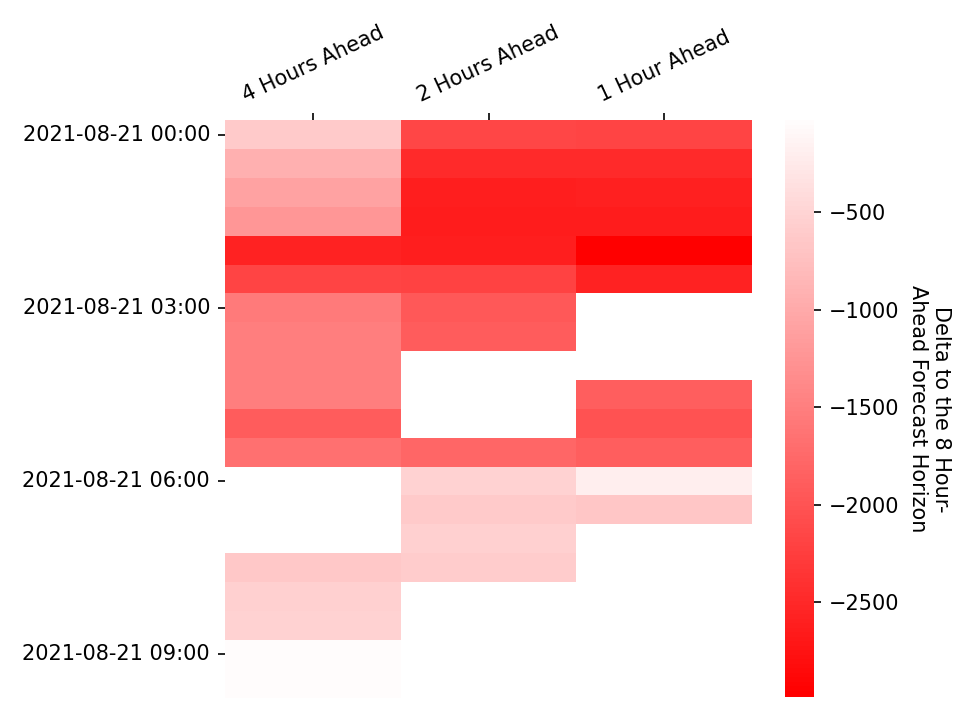 4 Hours Ahead
2 Hours Ahead
1 Hour Ahead
2021-08-21 00:00
2021-08-21 03:00
2021-08-21 06:00
2021-08-21 09:00
−500
−1000
−1500
−2000
−2500
Delta to the 8 Hour-
Ahead Forecast Horizon